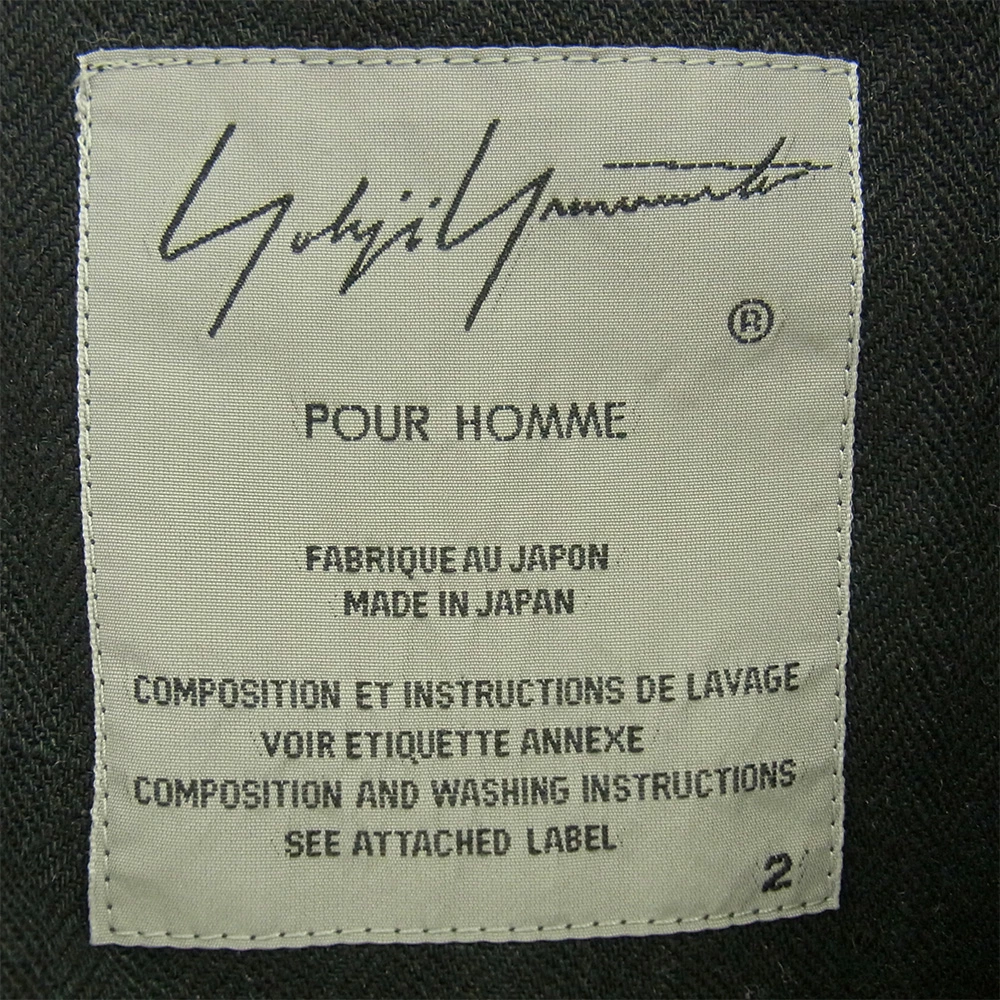 Yohji Yamamoto
®
POUR HOMME
FABRIQUE AU JAPON
MADE IN JAPAN
COMPOSITION ET INSTRUCTIONS DE LAVAGE
VOIR ETIQUETTE ANNEXE
COMPOSITION AND WASHING INSTRUCTIONS
SEE ATTACHED LABEL
2